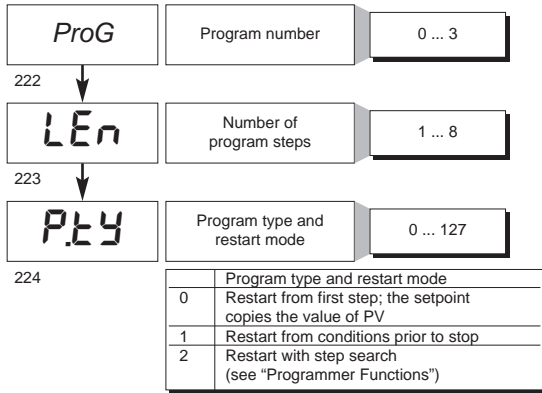 ProG
Program number
0 ... 3
222
LEn
Number of
program steps
1 ... 8
223
P.tY
Program type and
restart mode
0 ... 127
224
Program type and restart mode
0 Restart from first step; the setpoint
copies the value of PV
1 Restart from conditions prior to stop
2 Restart with step search
(see “Programmer Functions”)